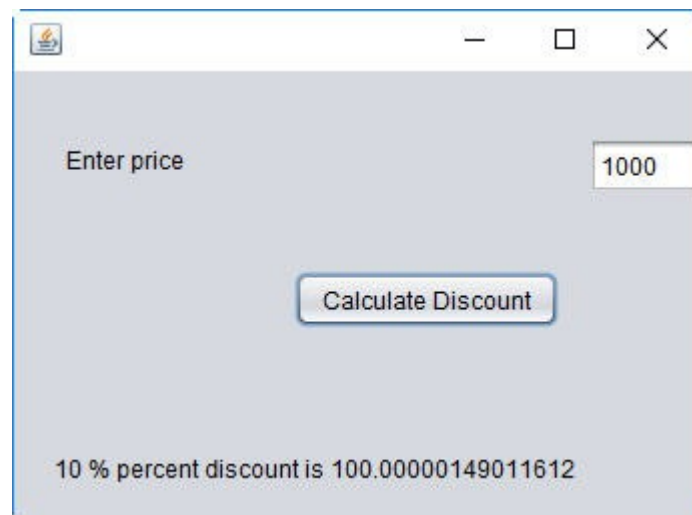 Enter price
1000
Calculate Discount
10 % percent discount is 100.00000149011612